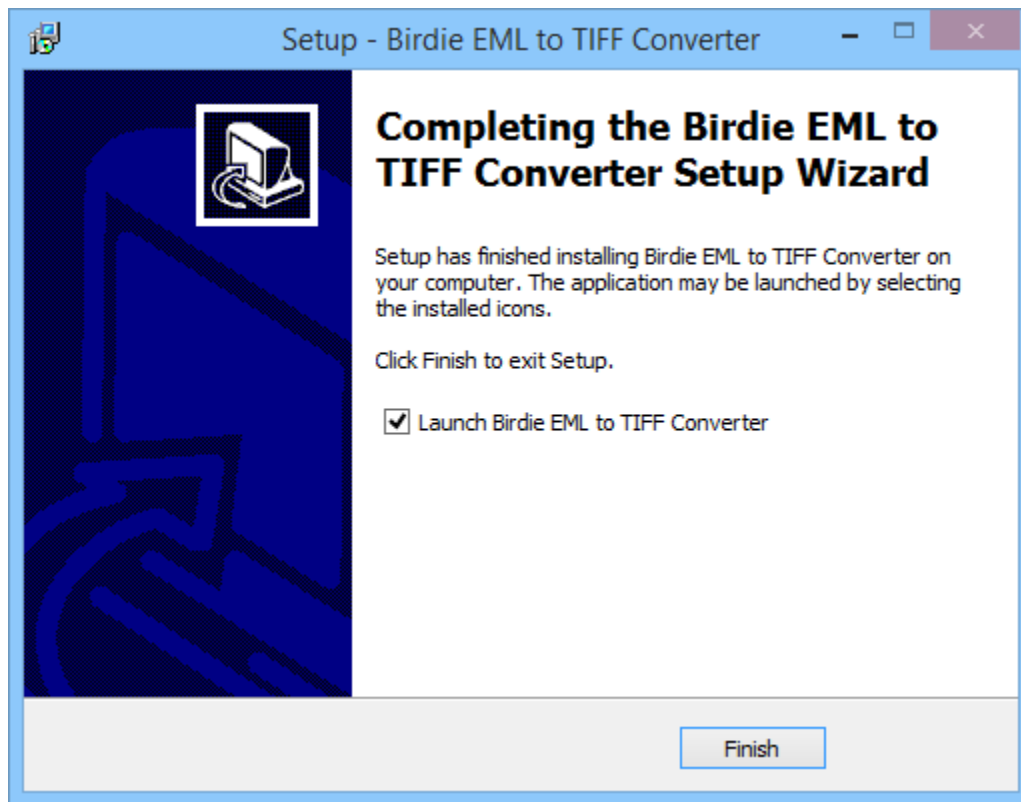 Setup - Birdie EML to TIFF Converter
Completing the Birdie EML to
TIFF Converter Setup Wizard
Setup has finished installing Birdie EML to TIFF Converter on
your computer. The application may be launched by selecting
the installed icons.
Click Finish to exit Setup.
Launch Birdie EML to TIFF Converter
Finish